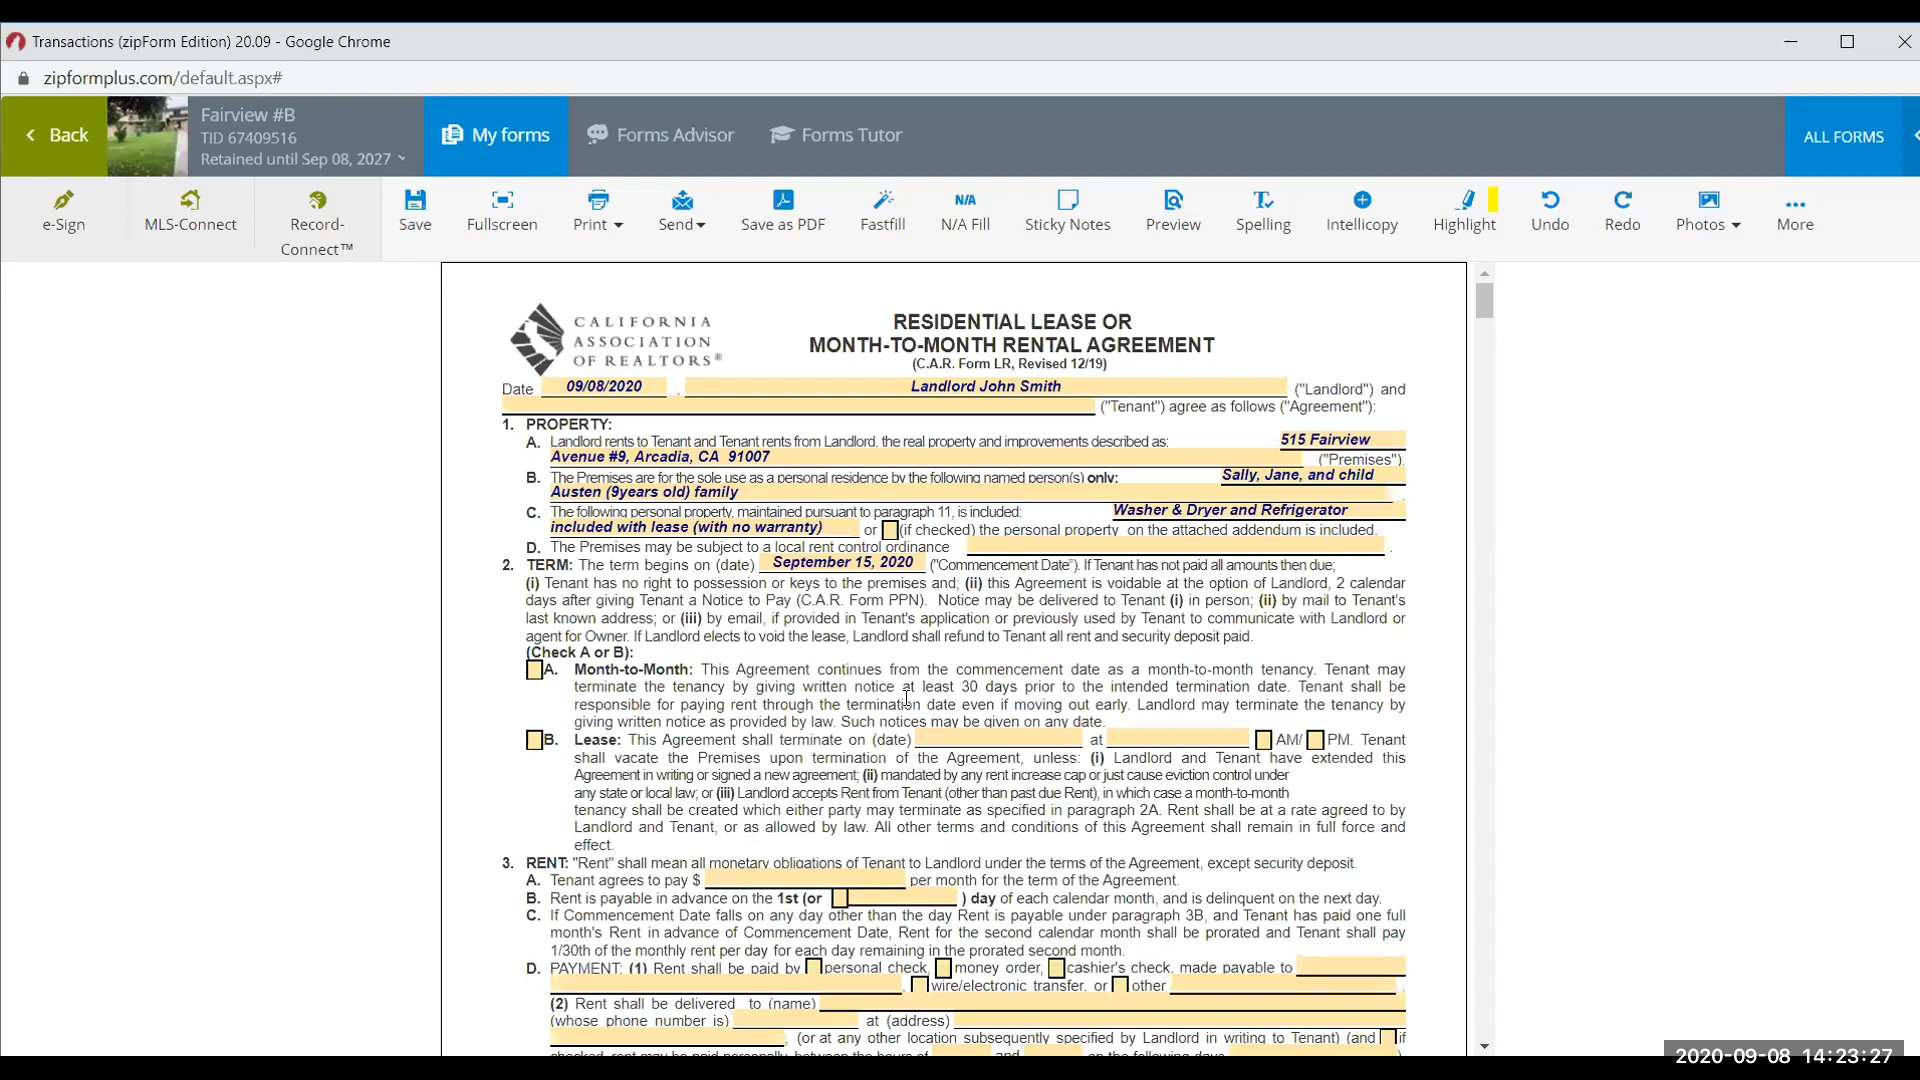 Transactions (zipForm Edition) 20.09 - Google Chrome
zipformplus.com/default.aspx#
Back
Fairview #B
TID 67409516
Retained until Sep 08, 2027
My forms
Forms Advisor
Forms Tutor
ALL FORMS
e-Sign
MLS-Connect
Record-
Connect™
Save
Fullscreen
Print
Send
Save as PDF
Fastfill
N/A
N/A Fill
Sticky Notes
Preview
Spelling
Intellicopy
Highlight
Undo
Redo
Photos
More
CALIFORNIA
ASSOCIATION
OF REALTORS®
RESIDENTIAL LEASE OR
MONTH-TO-MONTH RENTAL AGREEMENT
(C.A.R. Form LR, Revised 12/19)
Date 09/08/2020 , Landlord John Smith ("Landlord") and
("Tenant") agree as follows ("Agreement"):
1. PROPERTY:
A. Landlord rents to Tenant and Tenant rents from Landlord, the real property and improvements described as: 515 Fairview
Avenue #9, Arcadia, CA 91007 ("Premises").
B. The Premises are for the sole use as a personal residence by the following named person(s) only: Sally, Jane, and child
Austen (9years old) family .
C. The following personal property, maintained pursuant to paragraph 11, is included: Washer & Dryer and Refrigerator
included with lease (with no warranty) or (if checked) the personal property on the attached addendum is included.
D. The Premises may be subject to a local rent control ordinance .
2. TERM: The term begins on (date) September 15, 2020 ("Commencement Date"). If Tenant has not paid all amounts then due;
(i) Tenant has no right to possession or keys to the premises and; (ii) this Agreement is voidable at the option of Landlord, 2 calendar
days after giving Tenant a Notice to Pay (C.A.R. Form PPN). Notice may be delivered to Tenant (i) in person; (ii) by mail to Tenant's
last known address; or (iii) by email, if provided in Tenant's application or previously used by Tenant to communicate with Landlord or
agent for Owner. If Landlord elects to void the lease, Landlord shall refund to Tenant all rent and security deposit paid.
(Check A or B):
A. Month-to-Month: This Agreement continues from the commencement date as a month-to-month tenancy. Tenant may
terminate the tenancy by giving written notice at least 30 days prior to the intended termination date. Tenant shall be
responsible for paying rent through the termination date even if moving out early. Landlord may terminate the tenancy by
giving written notice as provided by law. Such notices may be given on any date.
B. Lease: This Agreement shall terminate on (date) at AM/ PM. Tenant
shall vacate the Premises upon termination of the Agreement, unless: (i) Landlord and Tenant have extended this
Agreement in writing or signed a new agreement; (ii) mandated by any rent increase cap or just cause eviction control under
any state or local law; or (iii) Landlord accepts Rent from Tenant (other than past due Rent), in which case a month-to-month
tenancy shall be created which either party may terminate as specified in paragraph 2A. Rent shall be at a rate agreed to by
Landlord and Tenant, or as allowed by law. All other terms and conditions of this Agreement shall remain in full force and
effect.
3. RENT: "Rent" shall mean all monetary obligations of Tenant to Landlord under the terms of the Agreement, except security deposit.
A. Tenant agrees to pay $ per month for the term of the Agreement.
B. Rent is payable in advance on the 1st (or ) day of each calendar month, and is delinquent on the next day.
C. If Commencement Date falls on any day other than the day Rent is payable under paragraph 3B, and Tenant has paid one full
month's Rent in advance of Commencement Date, Rent for the second calendar month shall be prorated and Tenant shall pay
1/30th of the monthly rent per day for each day remaining in the prorated second month.
D. PAYMENT: (1) Rent shall be paid by personal check, money order, cashier's check, made payable to
, wire/electronic transfer, or other .
(2) Rent shall be delivered to (name)
(whose phone number is) at (address)
, (or at any other location subsequently specified by Landlord in writing to Tenant) (and if
checked, rent may be paid personally, between the hours of and on the following days ).
2020-09-08 14:23:27